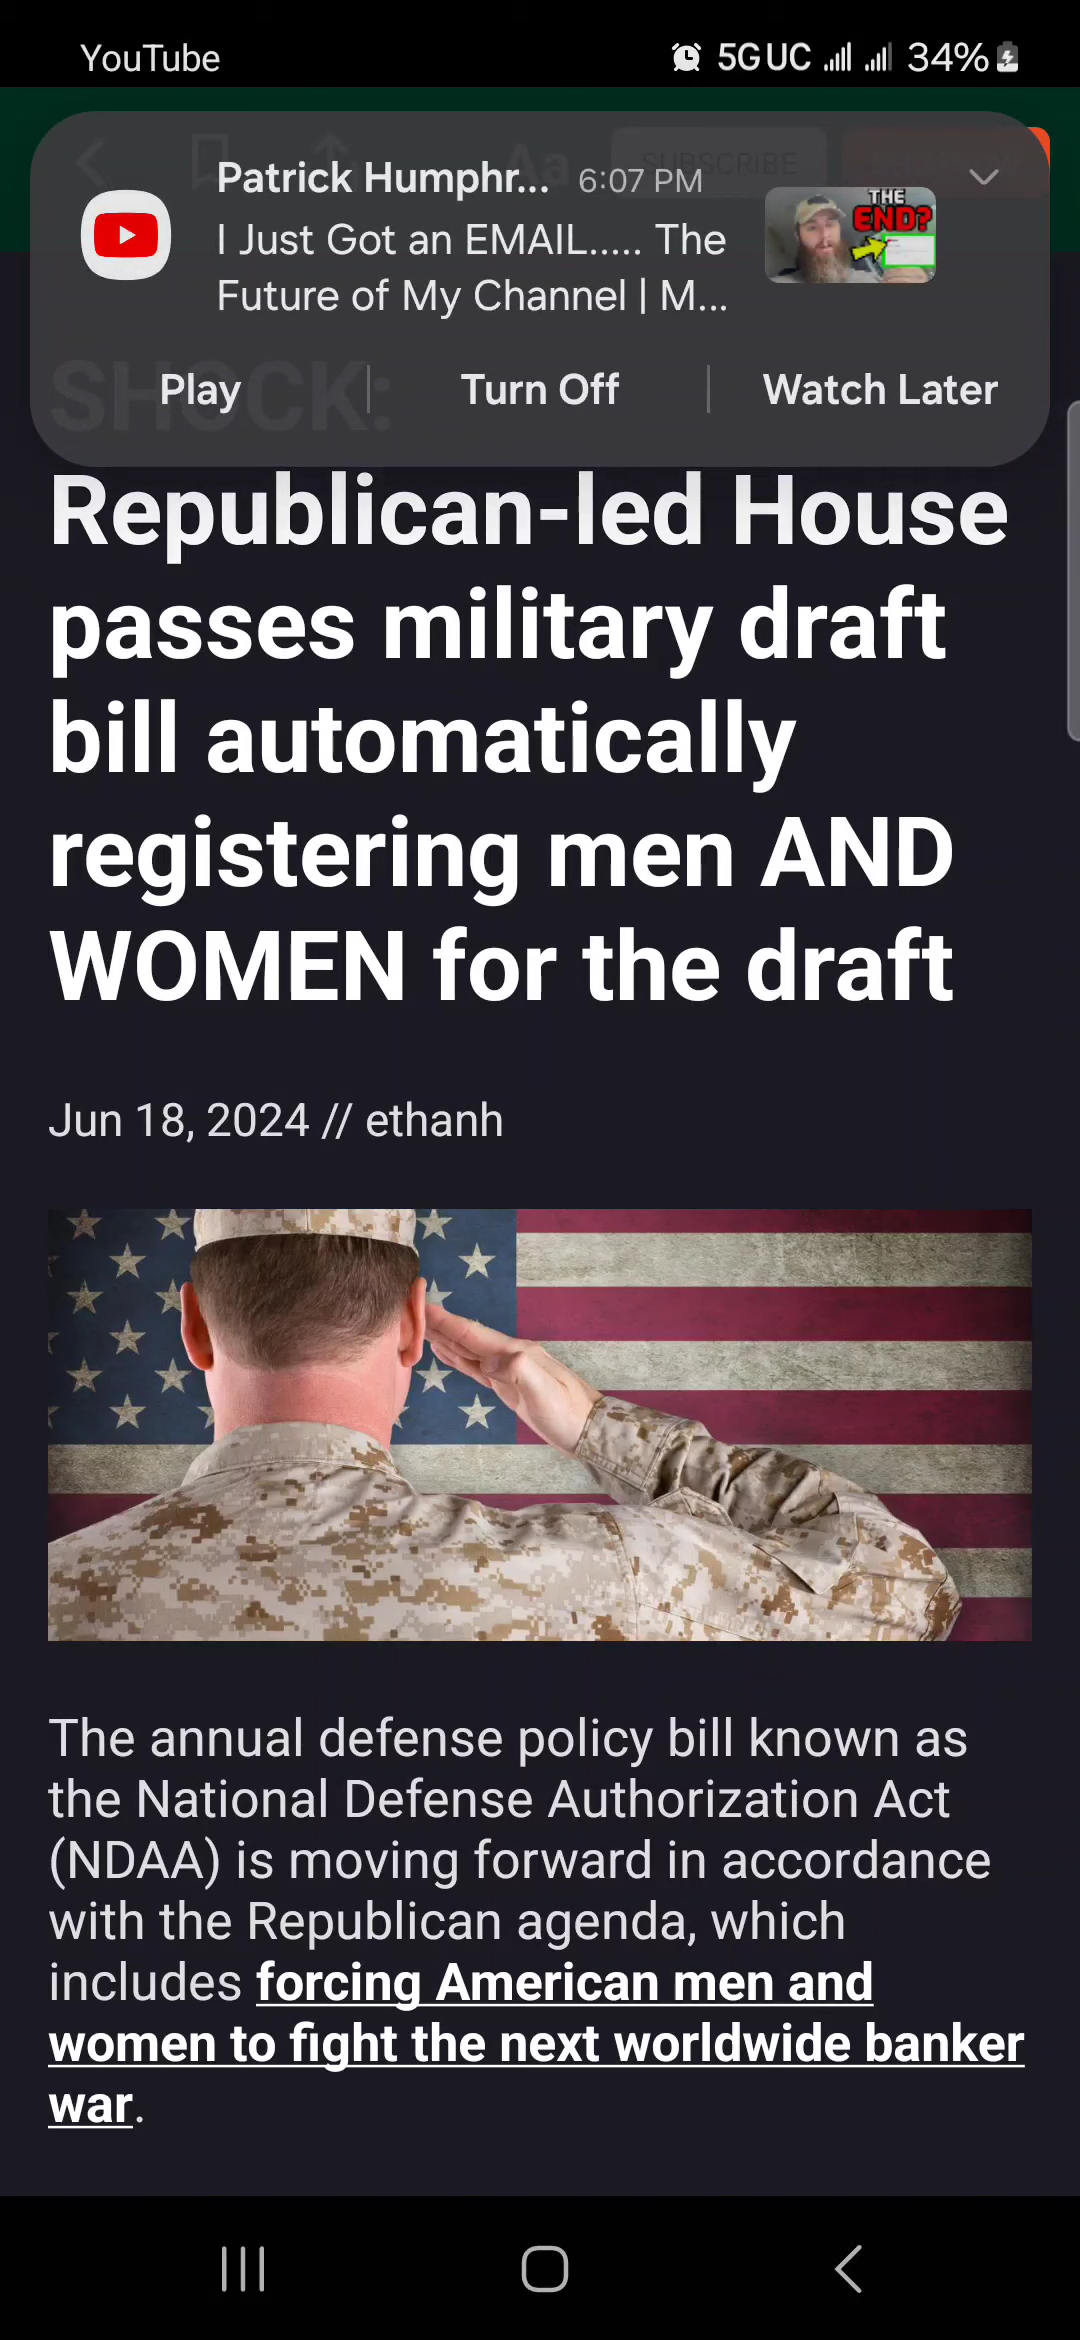 YouTube
5G UC
34%
Patrick Humphr... 6:07 PM
I Just Got an EMAIL..... The
Future of My Channel | M...
THE
END?
Play
Turn Off
Watch Later
Aa
SUBSCRIBE
SHOCK:
Republican-led House
passes military draft
bill automatically
registering men AND
WOMEN for the draft
Jun 18, 2024 // ethanh
The annual defense policy bill known as
the National Defense Authorization Act
(NDAA) is moving forward in accordance
with the Republican agenda, which
includes forcing American men and
women to fight the next worldwide banker
war.